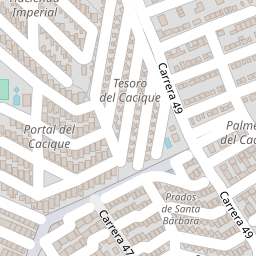 Hacienda
Imperial
Tesoro
del Cacique
Carrera 49
Portal del
Cacique
Prados
de Santa
Bárbara
Carrera 49
Carrera 47